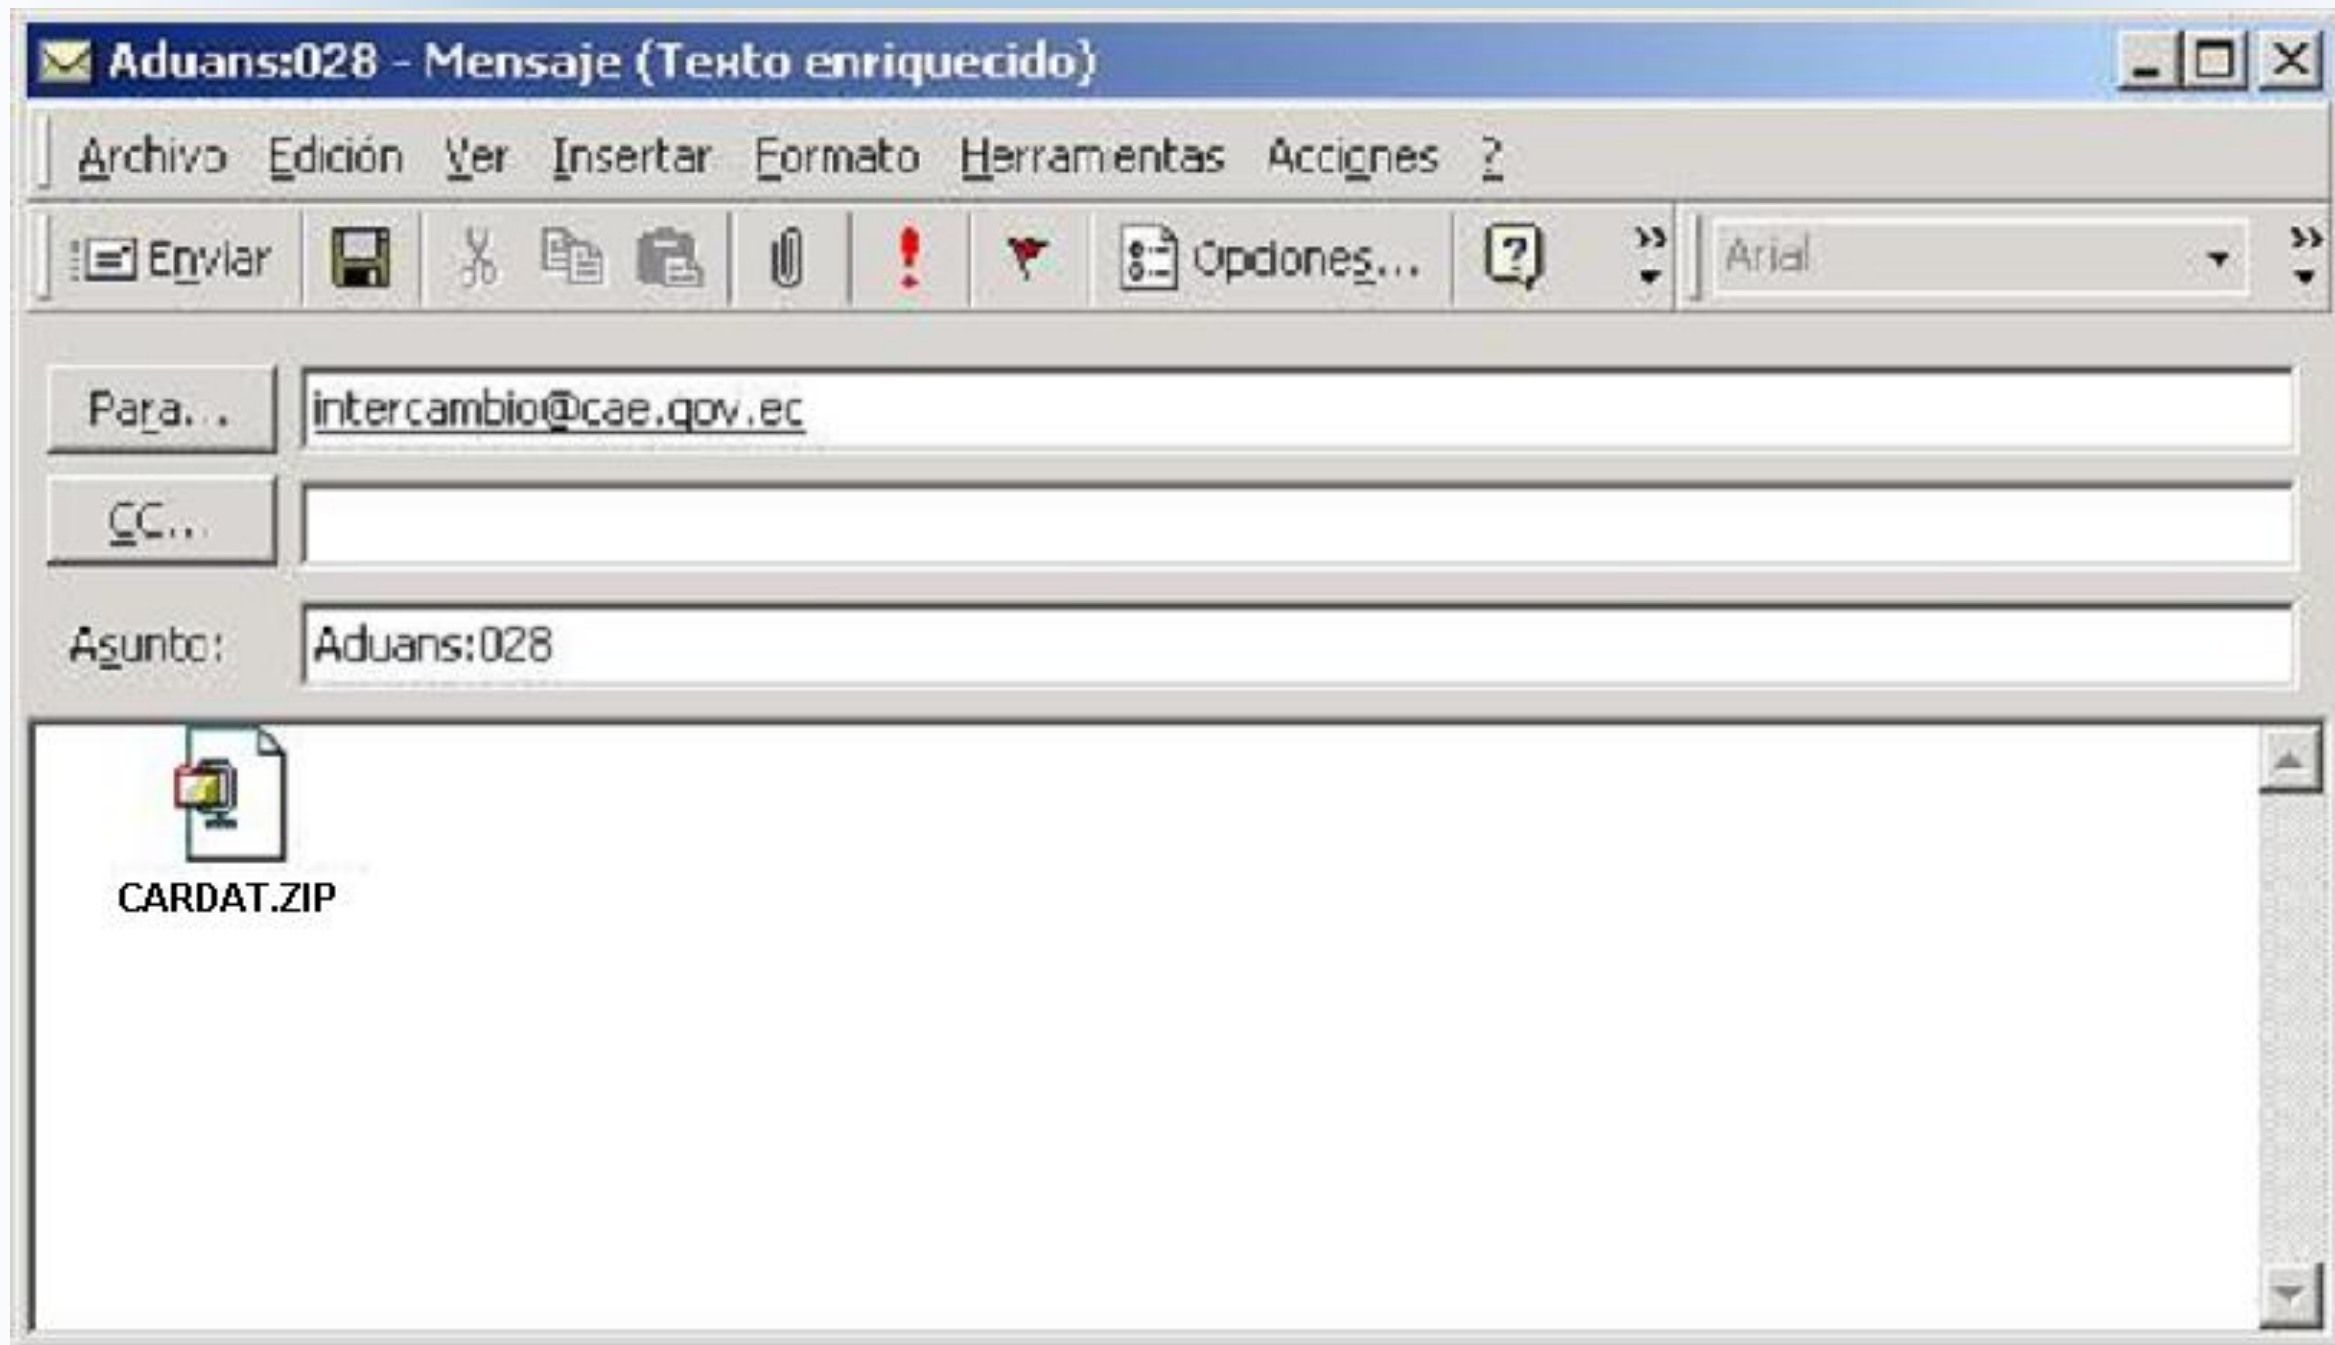 Aduans:028 - Mensaje (Texto enriquecido)
Archivo Edición Ver Insertar Formato Herramientas Acciones ?
Enviar Opciones... Arial
Para... intercambio@cae.gov.ec
CC...
Asunto: Aduans:028
CARDAT.ZIP